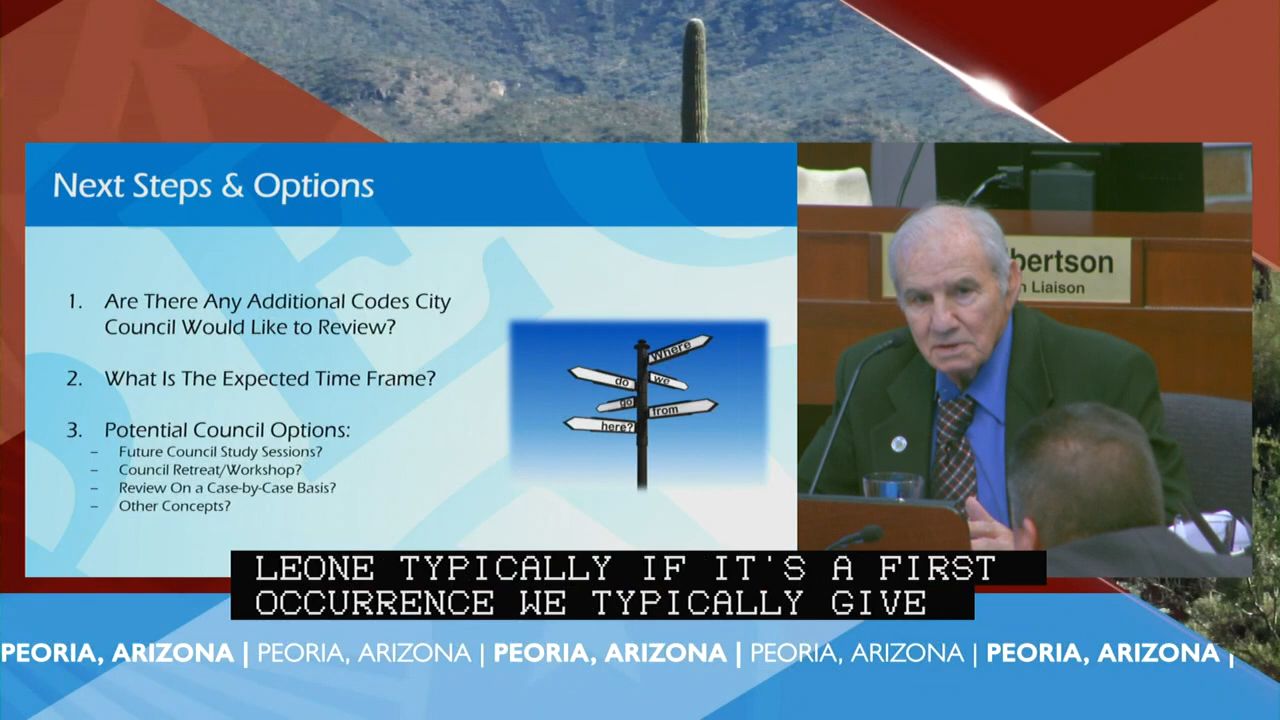 Next Steps & Options
1. Are There Any Additional Codes City
Council Would Like to Review?
2. What Is The Expected Time Frame?
3. Potential Council Options:
– Future Council Study Sessions?
– Council Retreat/Workshop?
– Review On a Case-by-Case Basis?
– Other Concepts?
Where
do we
go from
here?
bertson
n Liaison
LEONE TYPICALLY IF IT'S A FIRST
OCCURRENCE WE TYPICALLY GIVE
PEORIA, ARIZONA | PEORIA, ARIZONA | PEORIA, ARIZONA | PEORIA, ARIZONA | PEORIA, ARIZONA |